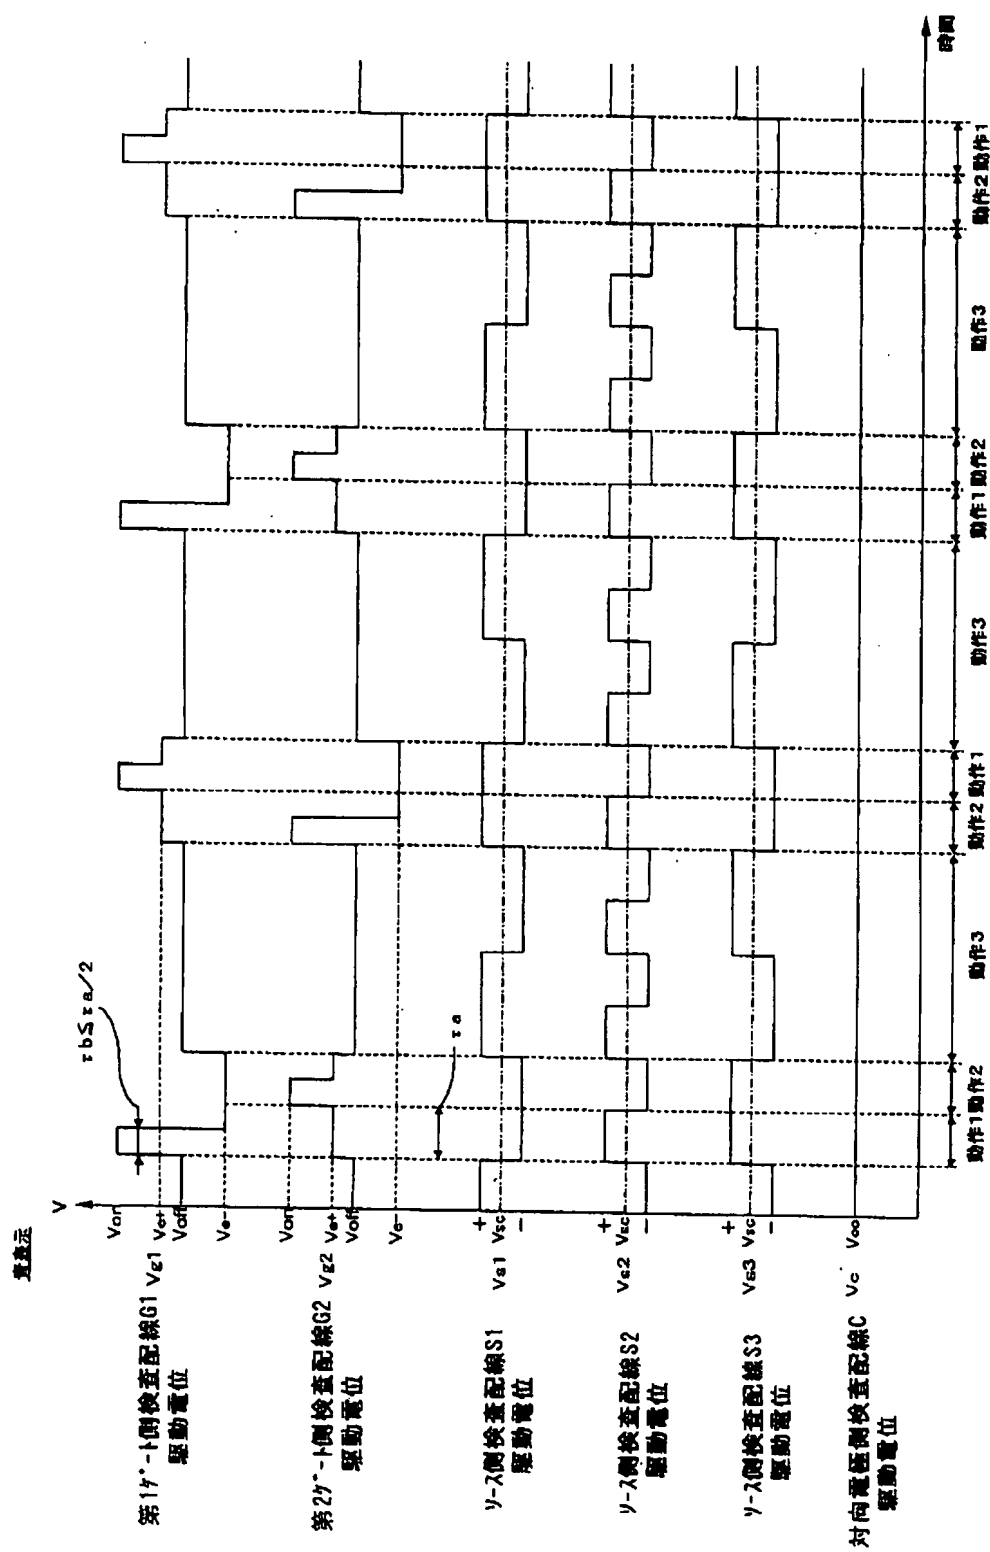 青表示
V
τb≦τa/2
τa
第1ｹﾞｰﾄ側検査配線G1
駆動電位
Vg1
Von
Ve+
Voff
Ve-
第2ｹﾞｰﾄ側検査配線G2
駆動電位
Vg2
Von
Ve+
Voff
Ve-
ｿｰｽ側検査配線S1
駆動電位
Vs1
+
Vsc
-
ｿｰｽ側検査配線S2
駆動電位
Vs2
+
Vsc
-
ｿｰｽ側検査配線S3
駆動電位
Vs3
+
Vsc
-
対向電極側検査配線C
駆動電位
Vc
動作1 動作2 動作3 動作2 動作1 動作3 動作1 動作2 動作3 動作2 動作1
時間